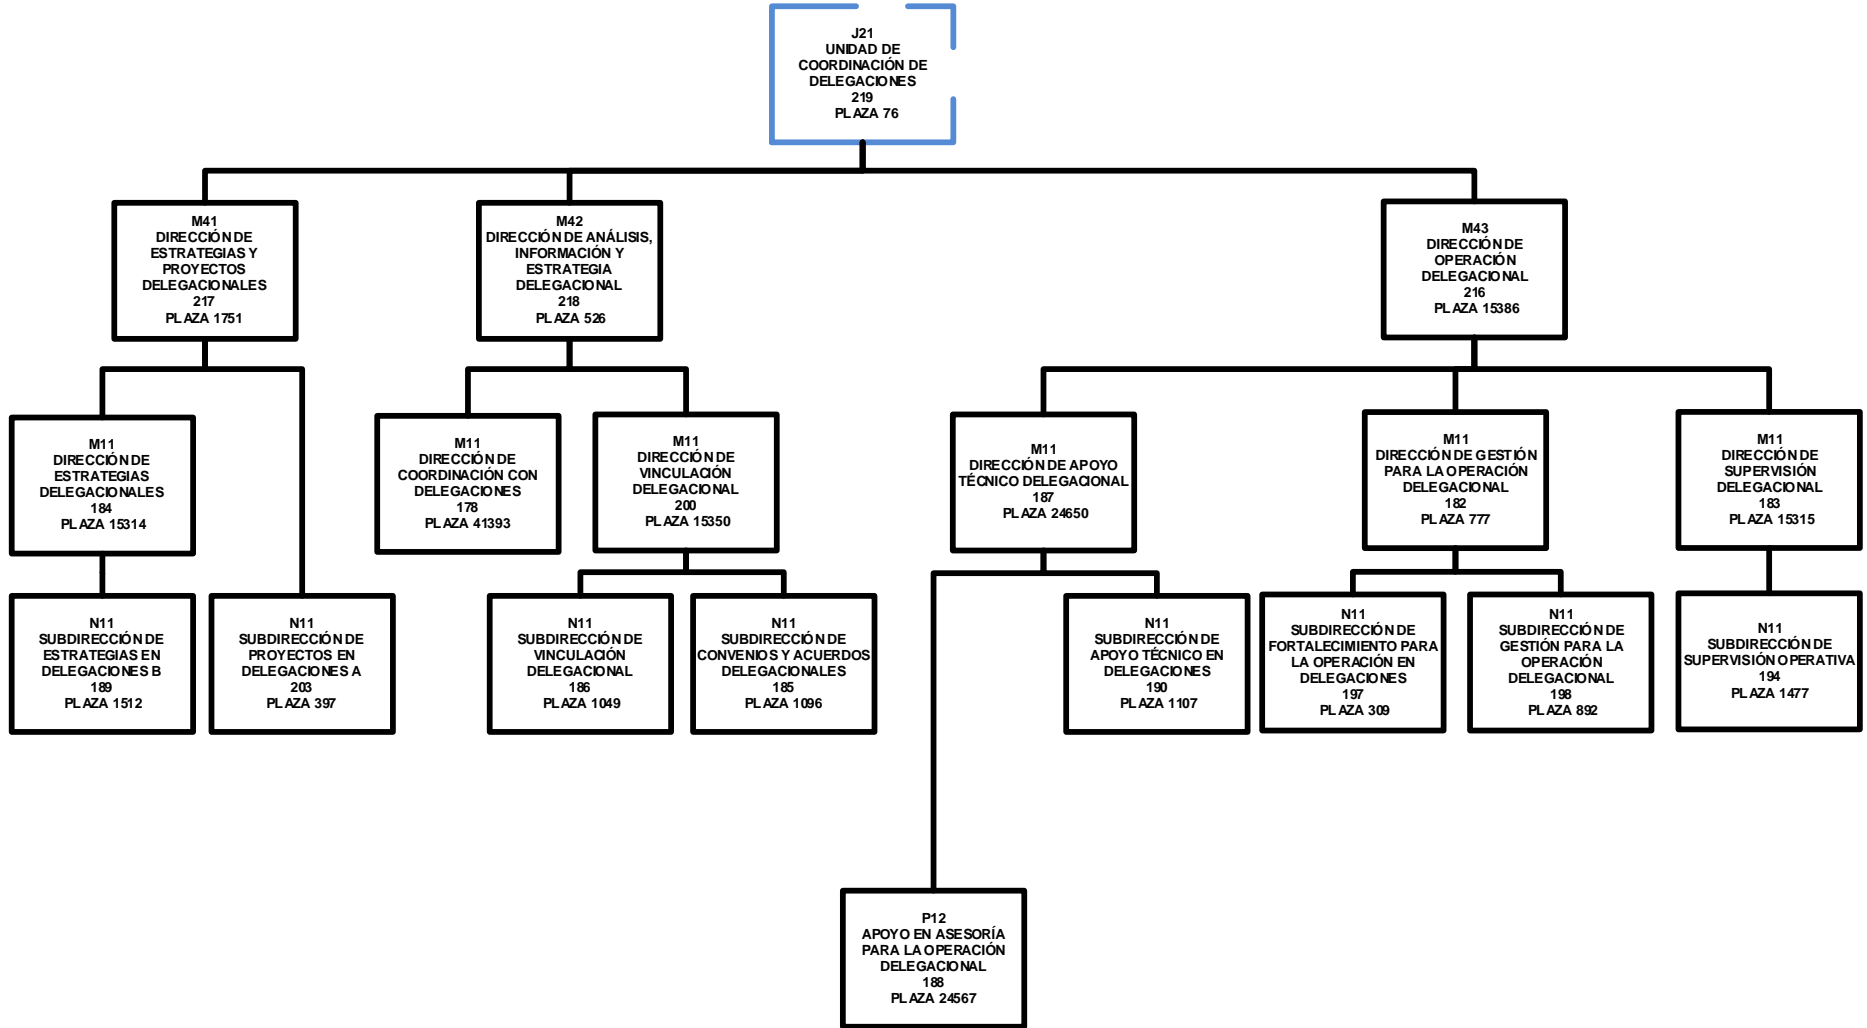 J21
UNIDAD DE
COORDINACIÓN DE
DELEGACIONES
219
PLAZA 76
M41
DIRECCIÓN DE
ESTRATEGIAS Y
PROYECTOS
DELEGACIONALES
217
PLAZA 1751
M42
DIRECCIÓN DE ANÁLISIS,
INFORMACIÓN Y
ESTRATEGIA
DELEGACIONAL
218
PLAZA 526
M43
DIRECCIÓN DE
OPERACIÓN
DELEGACIONAL
216
PLAZA 15386
M11
DIRECCIÓN DE
ESTRATEGIAS
DELEGACIONALES
184
PLAZA 15314
M11
DIRECCIÓN DE
COORDINACIÓN CON
DELEGACIONES
178
PLAZA 41393
M11
DIRECCIÓN DE
VINCULACIÓN
DELEGACIONAL
200
PLAZA 15350
M11
DIRECCIÓN DE APOYO
TÉCNICO DELEGACIONAL
187
PLAZA 24650
M11
DIRECCIÓN DE GESTIÓN
PARA LA OPERACIÓN
DELEGACIONAL
182
PLAZA 777
M11
DIRECCIÓN DE
SUPERVISIÓN
DELEGACIONAL
183
PLAZA 15315
N11
SUBDIRECCIÓN DE
ESTRATEGIAS EN
DELEGACIONES B
189
PLAZA 1512
N11
SUBDIRECCIÓN DE
PROYECTOS EN
DELEGACIONES A
203
PLAZA 397
N11
SUBDIRECCIÓN DE
VINCULACIÓN
DELEGACIONAL
186
PLAZA 1049
N11
SUBDIRECCIÓN DE
CONVENIOS Y ACUERDOS
DELEGACIONALES
185
PLAZA 1096
N11
SUBDIRECCIÓN DE
APOYO TÉCNICO EN
DELEGACIONES
190
PLAZA 1107
N11
SUBDIRECCIÓN DE
FORTALECIMIENTO PARA
LA OPERACIÓN EN
DELEGACIONES
197
PLAZA 309
N11
SUBDIRECCIÓN DE
GESTIÓN PARA LA
OPERACIÓN
DELEGACIONAL
198
PLAZA 892
N11
SUBDIRECCIÓN DE
SUPERVISIÓN OPERATIVA
194
PLAZA 1477
P12
APOYO EN ASESORÍA
PARA LA OPERACIÓN
DELEGACIONAL
188
PLAZA 24567